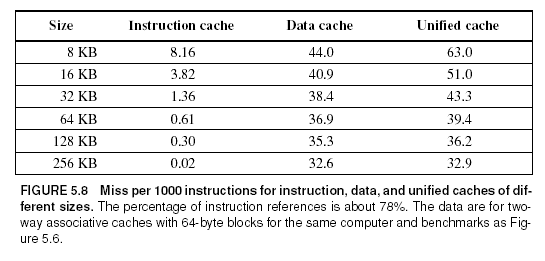 Size Instruction cache Data cache Unified cache
8 KB 8.16 44.0 63.0
16 KB 3.82 40.9 51.0
32 KB 1.36 38.4 43.3
64 KB 0.61 36.9 39.4
128 KB 0.30 35.3 36.2
256 KB 0.02 32.6 32.9
FIGURE 5.8 Miss per 1000 instructions for instruction, data, and unified caches of dif-
ferent sizes. The percentage of instruction references is about 78%. The data are for two-
way associative caches with 64-byte blocks for the same computer and benchmarks as Fig-
ure 5.6.